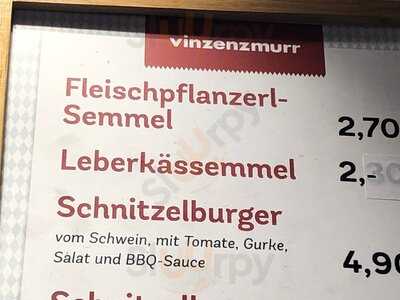 vinzenzmurr
Fleischpflanzerl-
Semmel 2,70
Leberkässemmel 2,-
Schnitzelburger
vom Schwein, mit Tomate, Gurke,
Salat und BBQ-Sauce 4,90